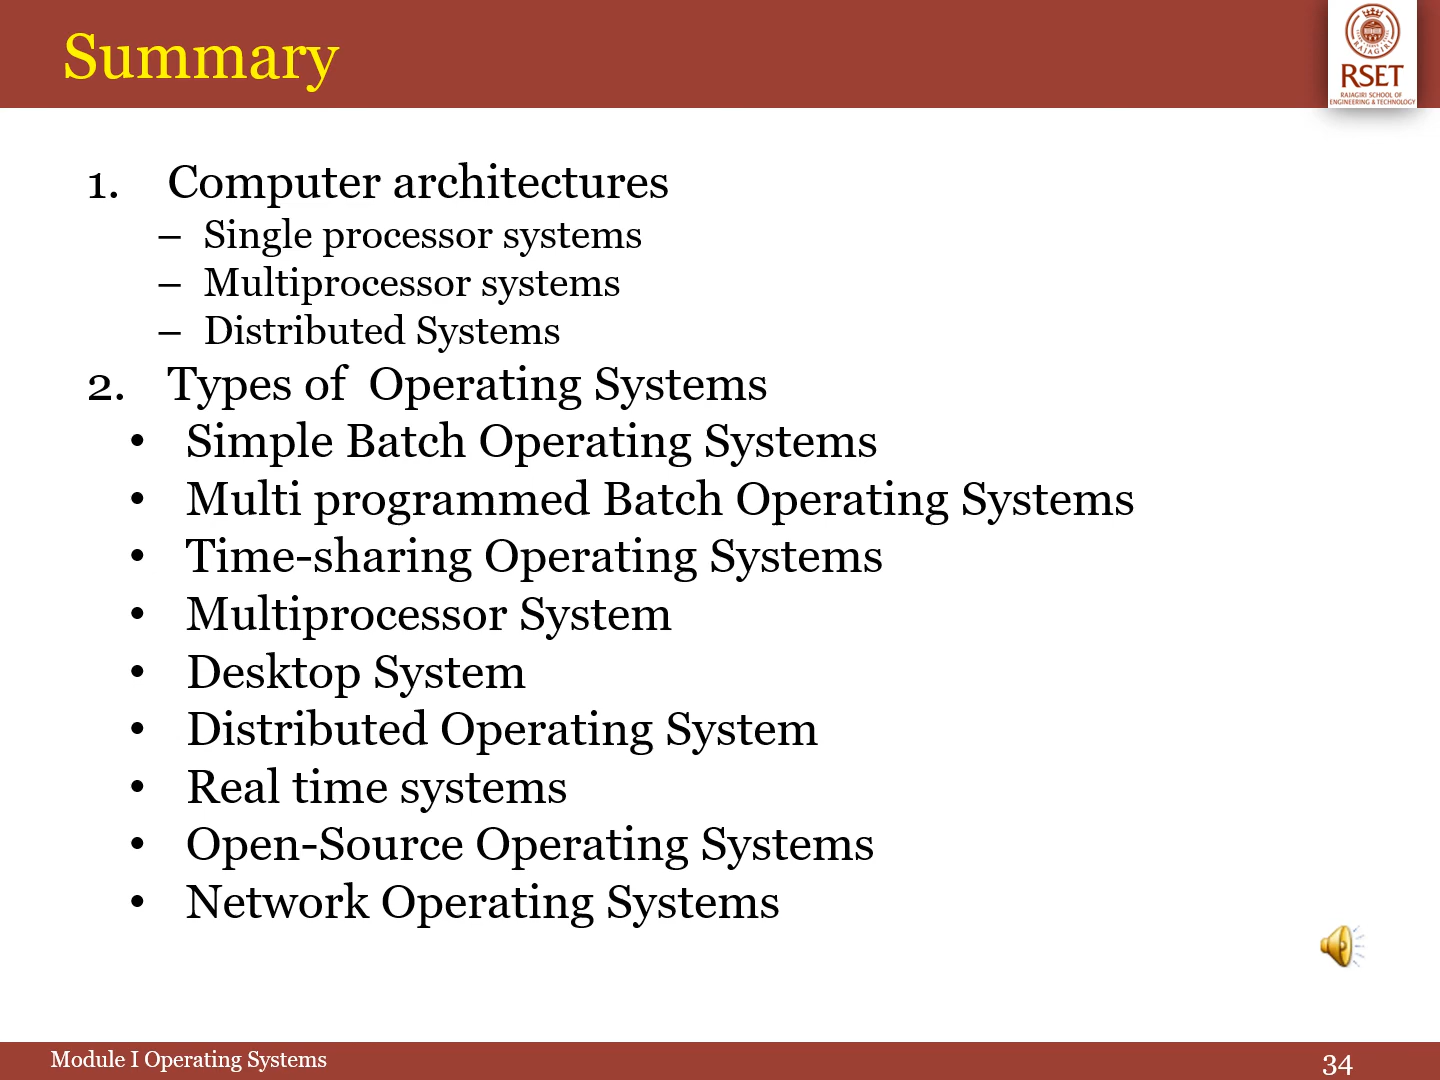 Summary
RAJAGIRI
RSET
RAJAGIRI SCHOOL OF
ENGINEERING & TECHNOLOGY
1. Computer architectures
– Single processor systems
– Multiprocessor systems
– Distributed Systems
2. Types of Operating Systems
• Simple Batch Operating Systems
• Multi programmed Batch Operating Systems
• Time-sharing Operating Systems
• Multiprocessor System
• Desktop System
• Distributed Operating System
• Real time systems
• Open-Source Operating Systems
• Network Operating Systems
Module I Operating Systems
34